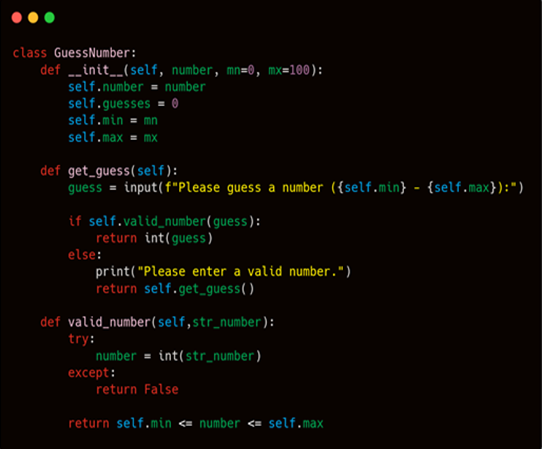 class GuessNumber:
    def __init__(self, number, mn=0, mx=100):
        self.number = number
        self.guesses = 0
        self.min = mn
        self.max = mx

    def get_guess(self):
        guess = input(f"Please guess a number ({self.min} - {self.max}):")

        if self.valid_number(guess):
            return int(guess)
        else:
            print("Please enter a valid number.")
            return self.get_guess()

    def valid_number(self,str_number):
        try:
            number = int(str_number)
        except:
            return False

        return self.min <= number <= self.max